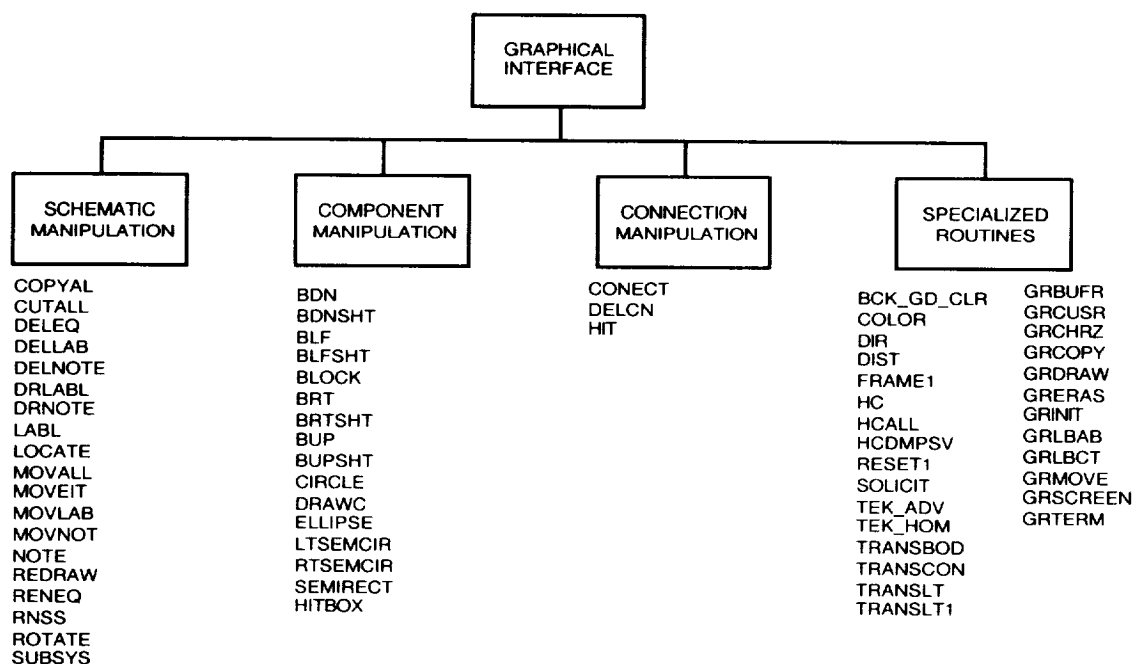 GRAPHICAL
INTERFACE
SCHEMATIC
MANIPULATION
COPYAL
CUTALL
DELEQ
DELLAB
DELNOTE
DRLABL
DRNOTE
LABL
LOCATE
MOVALL
MOVEIT
MOVLAB
MOVNOT
NOTE
REDRAW
RENEQ
RNSS
ROTATE
SUBSYS
COMPONENT
MANIPULATION
BDN
BDNSHT
BLF
BLFSHT
BLOCK
BRT
BRTSHT
BUP
BUPSHT
CIRCLE
DRAWC
ELLIPSE
LTSEMCIR
RTSEMCIR
SEMIRECT
HITBOX
CONNECTION
MANIPULATION
CONECT
DELCN
HIT
SPECIALIZED
ROUTINES
BCK_GD_CLR
COLOR
DIR
DIST
FRAME1
HC
HCALL
HCDMPSV
RESET1
SOLICIT
TEK_ADV
TEK_HOM
TRANSBOD
TRANSCON
TRANSLT
TRANSLT1
GRBUFR
GRCUSR
GRCHRZ
GRCOPY
GRDRAW
GRERAS
GRINIT
GRLBAB
GRLBCT
GRMOVE
GRSCREEN
GRTERM